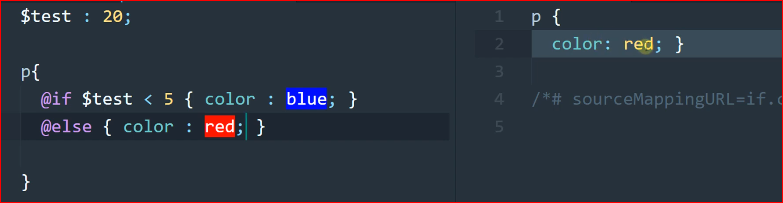 $test : 20;
p{
@if $test < 5 { color : blue; }
@else { color : red; }
}
1 p {
2 color: red; }
3
4 /*# sourceMappingURL=if.c
5